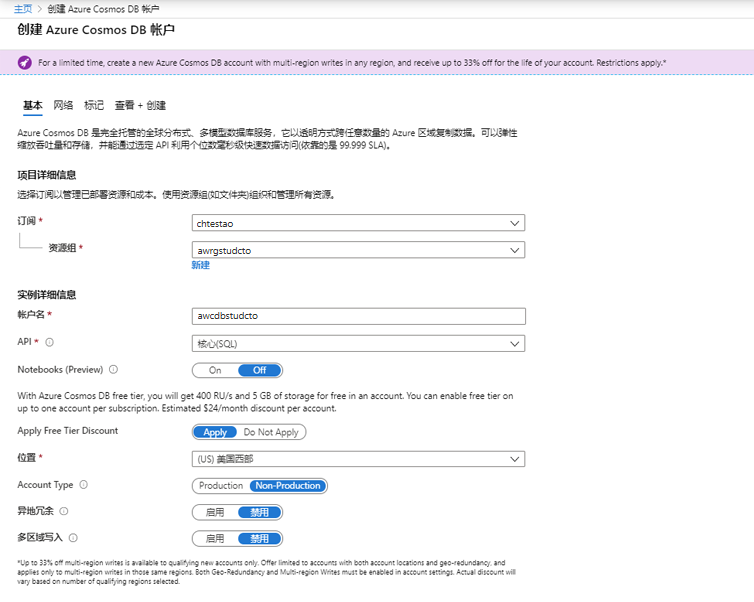 主页 > 创建 Azure Cosmos DB 帐户
创建 Azure Cosmos DB 帐户
For a limited time, create a new Azure Cosmos DB account with multi-region writes in any region, and receive up to 33% off for the life of your account. Restrictions apply.*
基本 网络 标记 查看 + 创建
Azure Cosmos DB 是完全托管的全球分布式、多模型数据库服务，它以透明方式跨任意数量的 Azure 区域复制数据。可以弹性
缩放吞吐量和存储，并能通过选定 API 利用个位数毫秒级快速数据访问(依靠的是 99.999 SLA)。
项目详细信息
选择订阅以管理已部署资源和成本。使用资源组(如文件夹)组织和管理所有资源。
订阅 * chtestao
资源组 * awrgstudcto
新建
实例详细信息
帐户名 * awcdbstudcto
API * 核心(SQL)
Notebooks (Preview) On Off
With Azure Cosmos DB free tier, you will get 400 RU/s and 5 GB of storage for free in an account. You can enable free tier on
up to one account per subscription. Estimated $24/month discount per account.
Apply Free Tier Discount Apply Do Not Apply
位置 * (US) 美国西部
Account Type Production Non-Production
异地冗余 启用 禁用
多区域写入 启用 禁用
*Up to 33% off multi-region writes is available to qualifying new accounts only. Offer limited to accounts with both account locations and geo-redundancy, and
applies only to multi-region writes in those same regions. Both Geo-Redundancy and Multi-region Writes must be enabled in account settings. Actual discount will
vary based on number of qualifying regions selected.